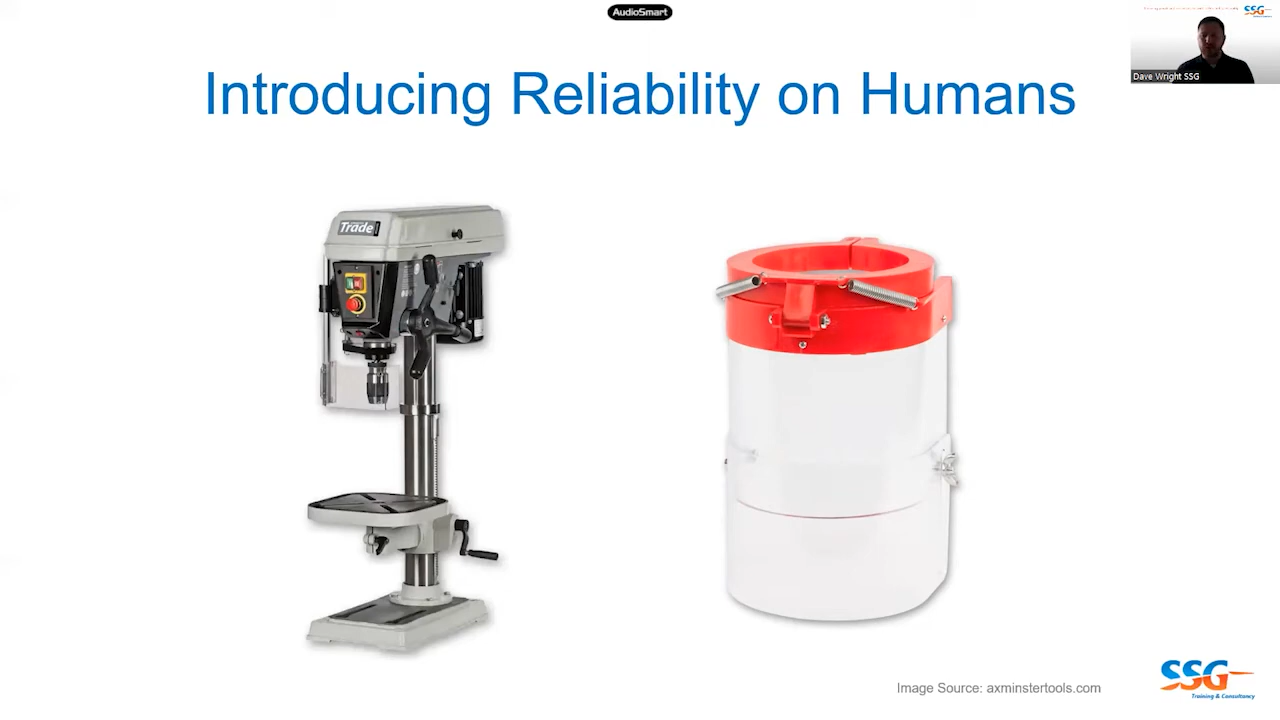 AudioSmart
SSG
Dave Wright SSG
Introducing Reliability on Humans
Trade
Image Source: axminstertools.com
SSG
Training & Consultancy